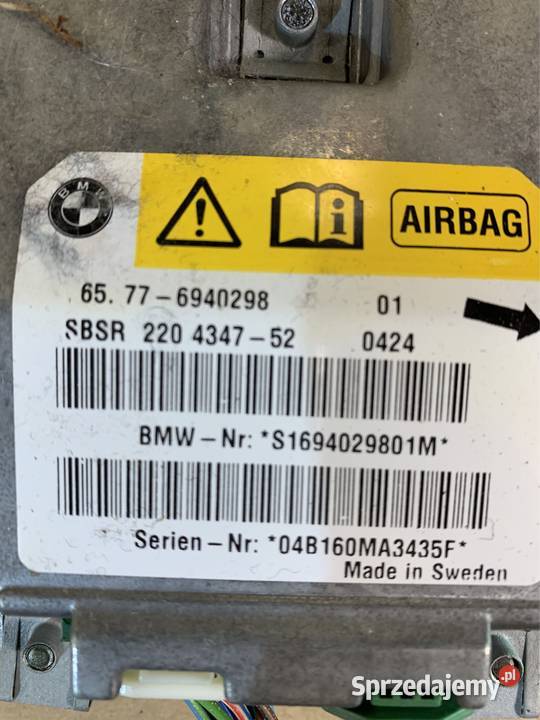 BMW
AIRBAG
65. 77-6940298 01
SBSR 220 4347-52 0424
BMW-Nr: *S1694029801M*
Serien-Nr: *04B160MA3435F*
Made in Sweden
Sprzedajemy.pl